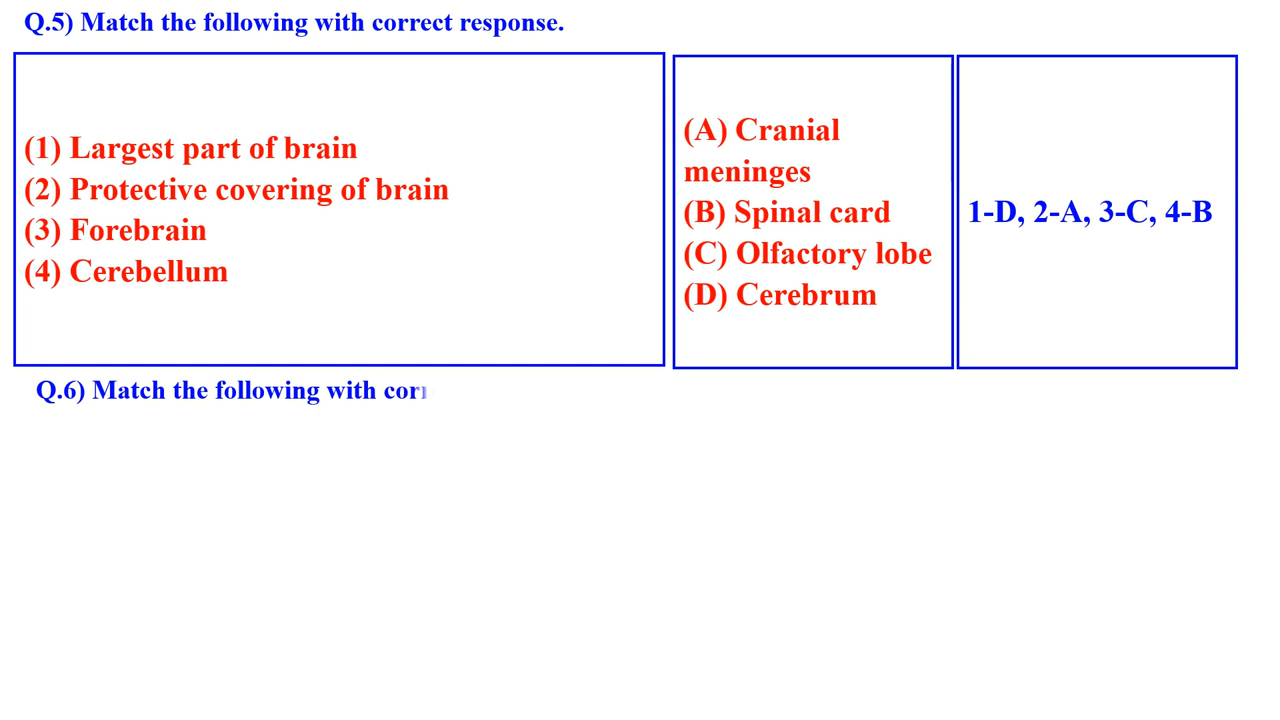 Q.5) Match the following with correct response.
(1) Largest part of brain
(2) Protective covering of brain
(3) Forebrain
(4) Cerebellum
(A) Cranial
meninges
(B) Spinal card
(C) Olfactory lobe
(D) Cerebrum
1-D, 2-A, 3-C, 4-B
Q.6) Match the following with